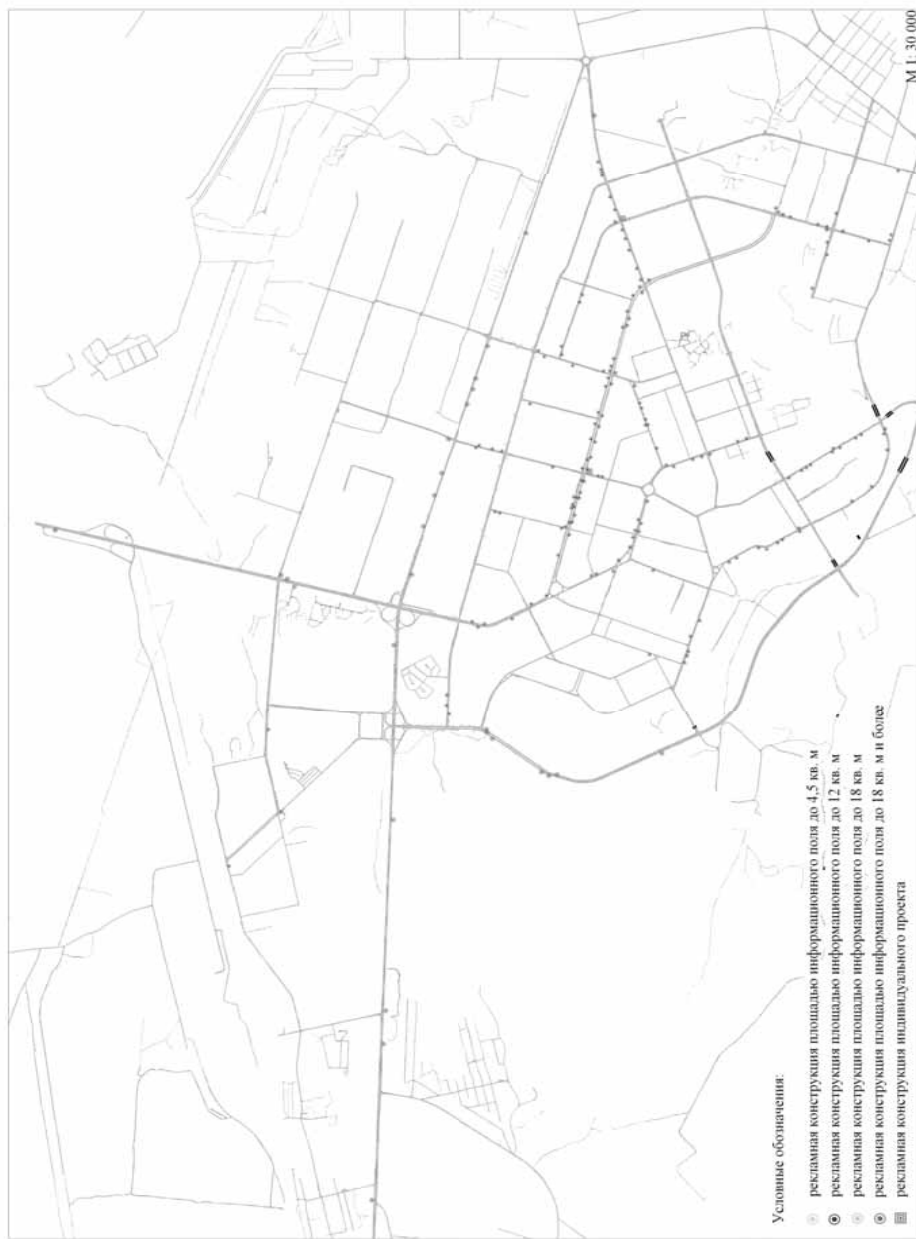 Условные обозначения:
рекламная конструкция площадью информационного поля до 4,5 кв. м
рекламная конструкция площадью информационного поля до 12 кв. м
рекламная конструкция площадью информационного поля до 18 кв. м
рекламная конструкция площадью информационного поля до 18 кв. м и более
рекламная конструкция индивидуального проекта
М 1: 30 000